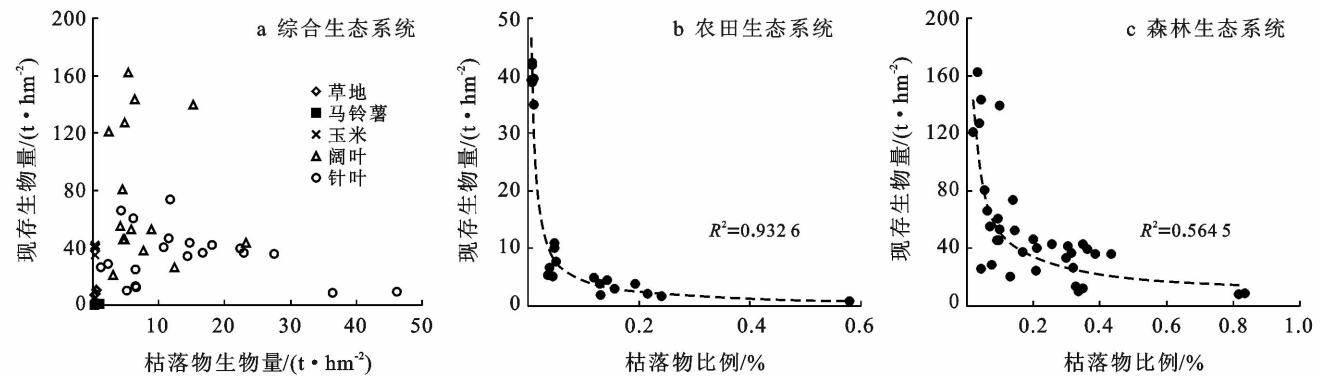 a 综合生态系统
现存生物量/(t·hm⁻²)
200
160
120
80
40
0
草地
马铃薯
玉米
阔叶
针叶
10 20 30 40 50
枯落物生物量/(t·hm⁻²)
b 农田生态系统
现存生物量/(t·hm⁻²)
50
40
30
20
10
0
R²=0.932 6
0.2 0.4 0.6
枯落物比例/%
c 森林生态系统
现存生物量/(t·hm⁻²)
200
160
120
80
40
0
R²=0.564 5
0.2 0.4 0.6 0.8 1.0
枯落物比例/%